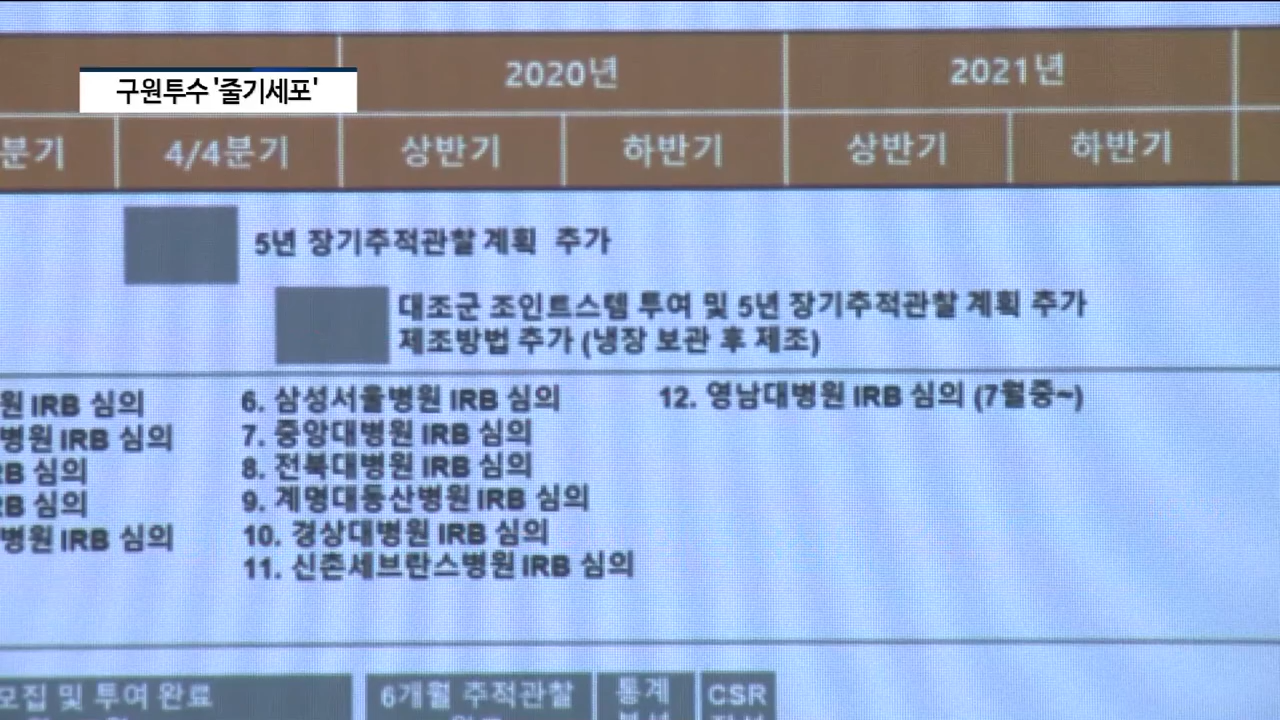 구원투수 '줄기세포'
2020년
2021년
분기
4/4분기
상반기
하반기
상반기
하반기
5년 장기추적관찰 계획 추가
대조군 조인트스템 투여 및 5년 장기추적관찰 계획 추가
제조방법 추가 (냉장 보관 후 제조)
원 IRB 심의
병원 IRB 심의
RB 심의
RB 심의
병원 IRB 심의
6. 삼성서울병원 IRB 심의
7. 중앙대병원 IRB 심의
8. 전북대병원 IRB 심의
9. 계명대동산병원 IRB 심의
10. 경상대병원 IRB 심의
11. 신촌세브란스병원 IRB 심의
12. 영남대병원 IRB 심의 (7월중~)
모집 및 투여 완료
6개월 추적관찰
통계
CSR